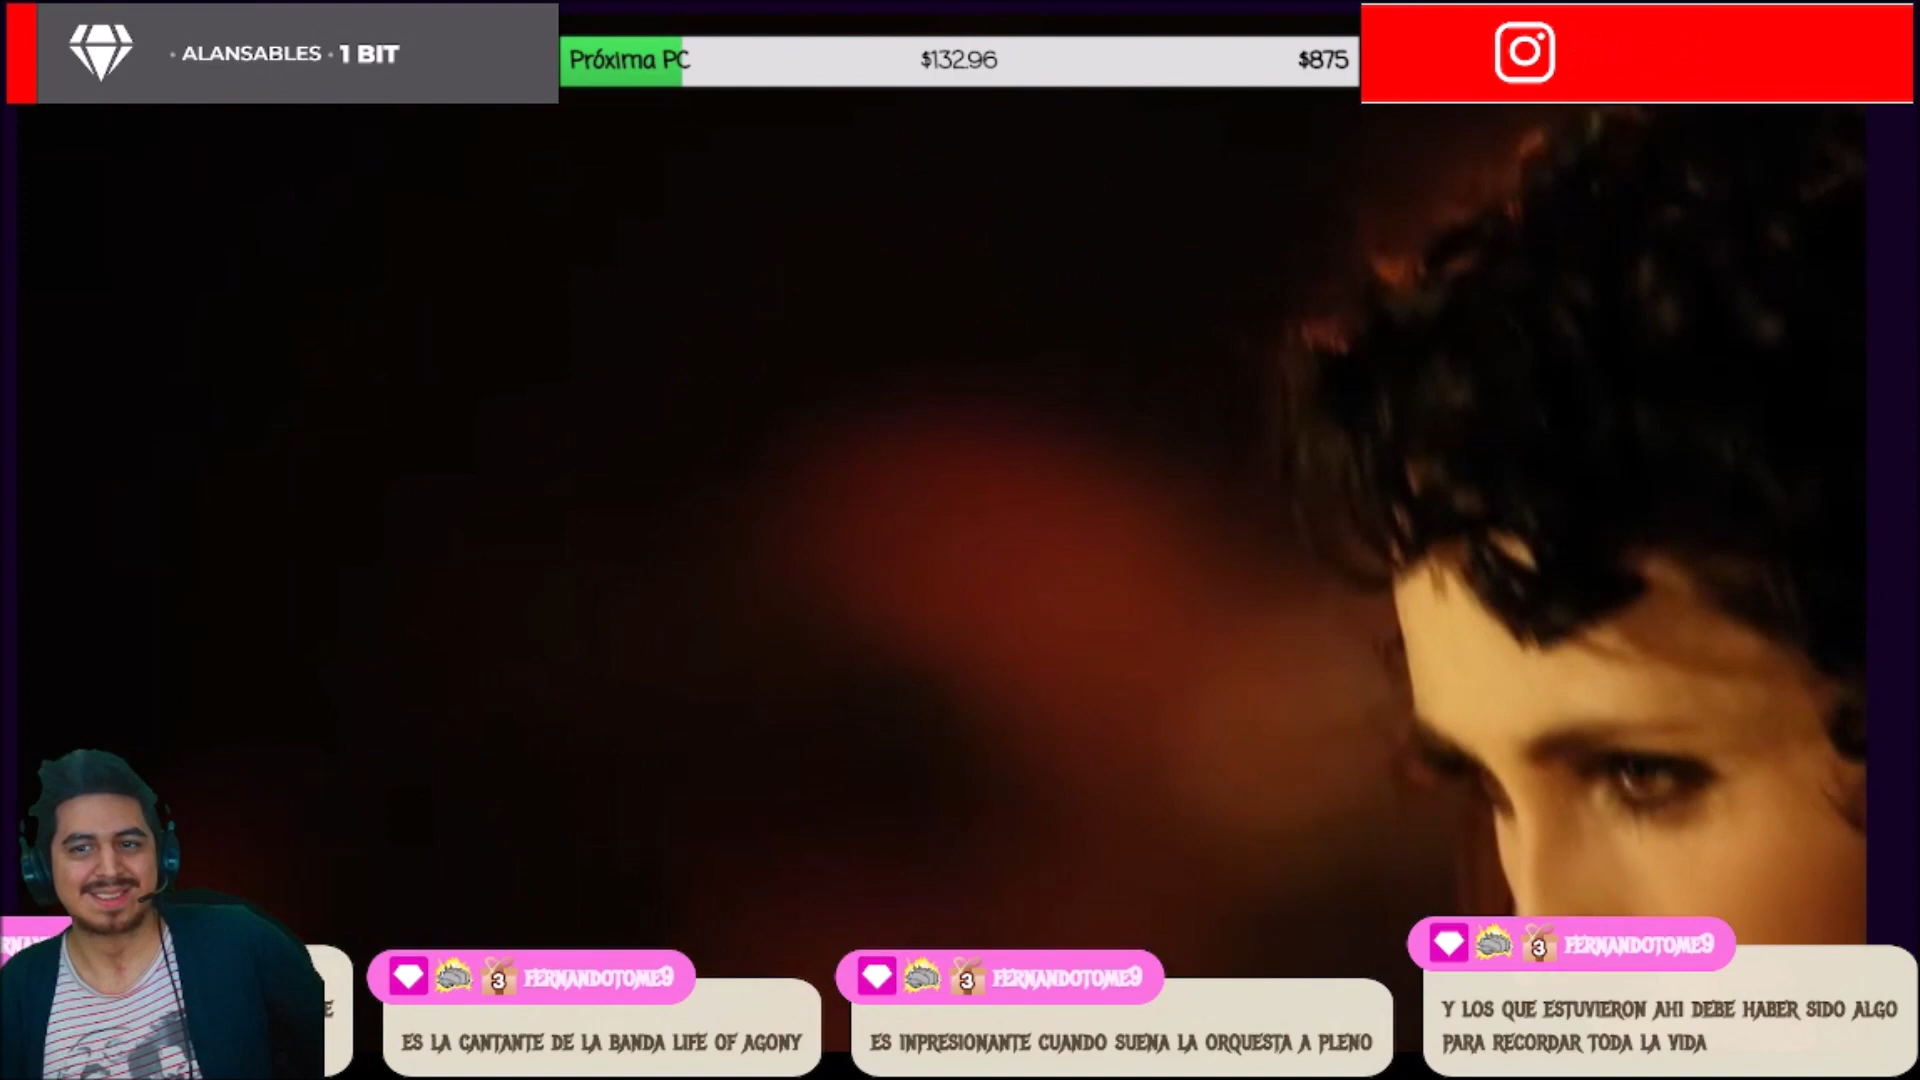 · ALANSABLES · 1 BIT
Próxima PC
$132.96
$875
FERNANDOTOME9
ES LA CANTANTE DE LA BANDA LIFE OF AGONY
FERNANDOTOME9
ES INPRESIONANTE CUANDO SUENA LA ORQUESTA A PLENO
FERNANDOTOME9
Y LOS QUE ESTUVIERON AHI DEBE HABER SIDO ALGO
PARA RECORDAR TODA LA VIDA